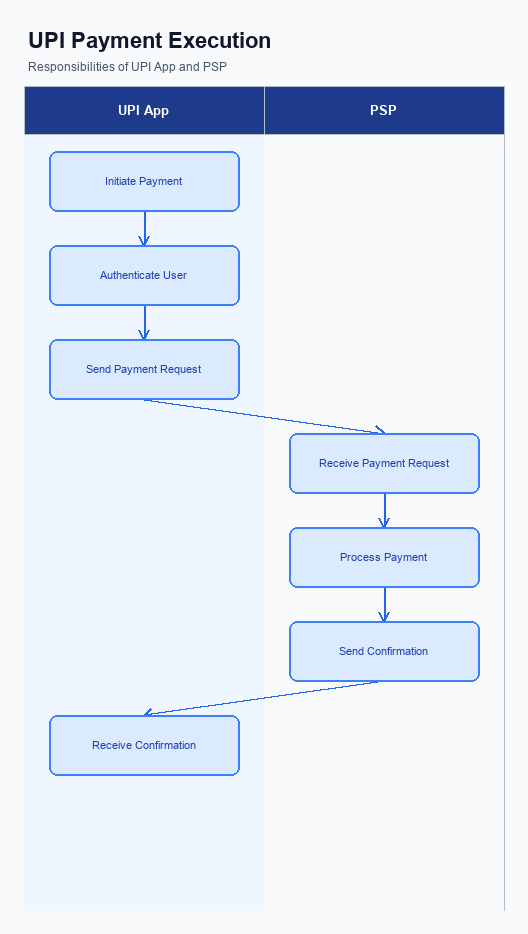 UPI Payment Execution
Responsibilities of UPI App and PSP
UPI App
PSP
Initiate Payment
Authenticate User
Send Payment Request
Receive Payment Request
Process Payment
Send Confirmation
Receive Confirmation